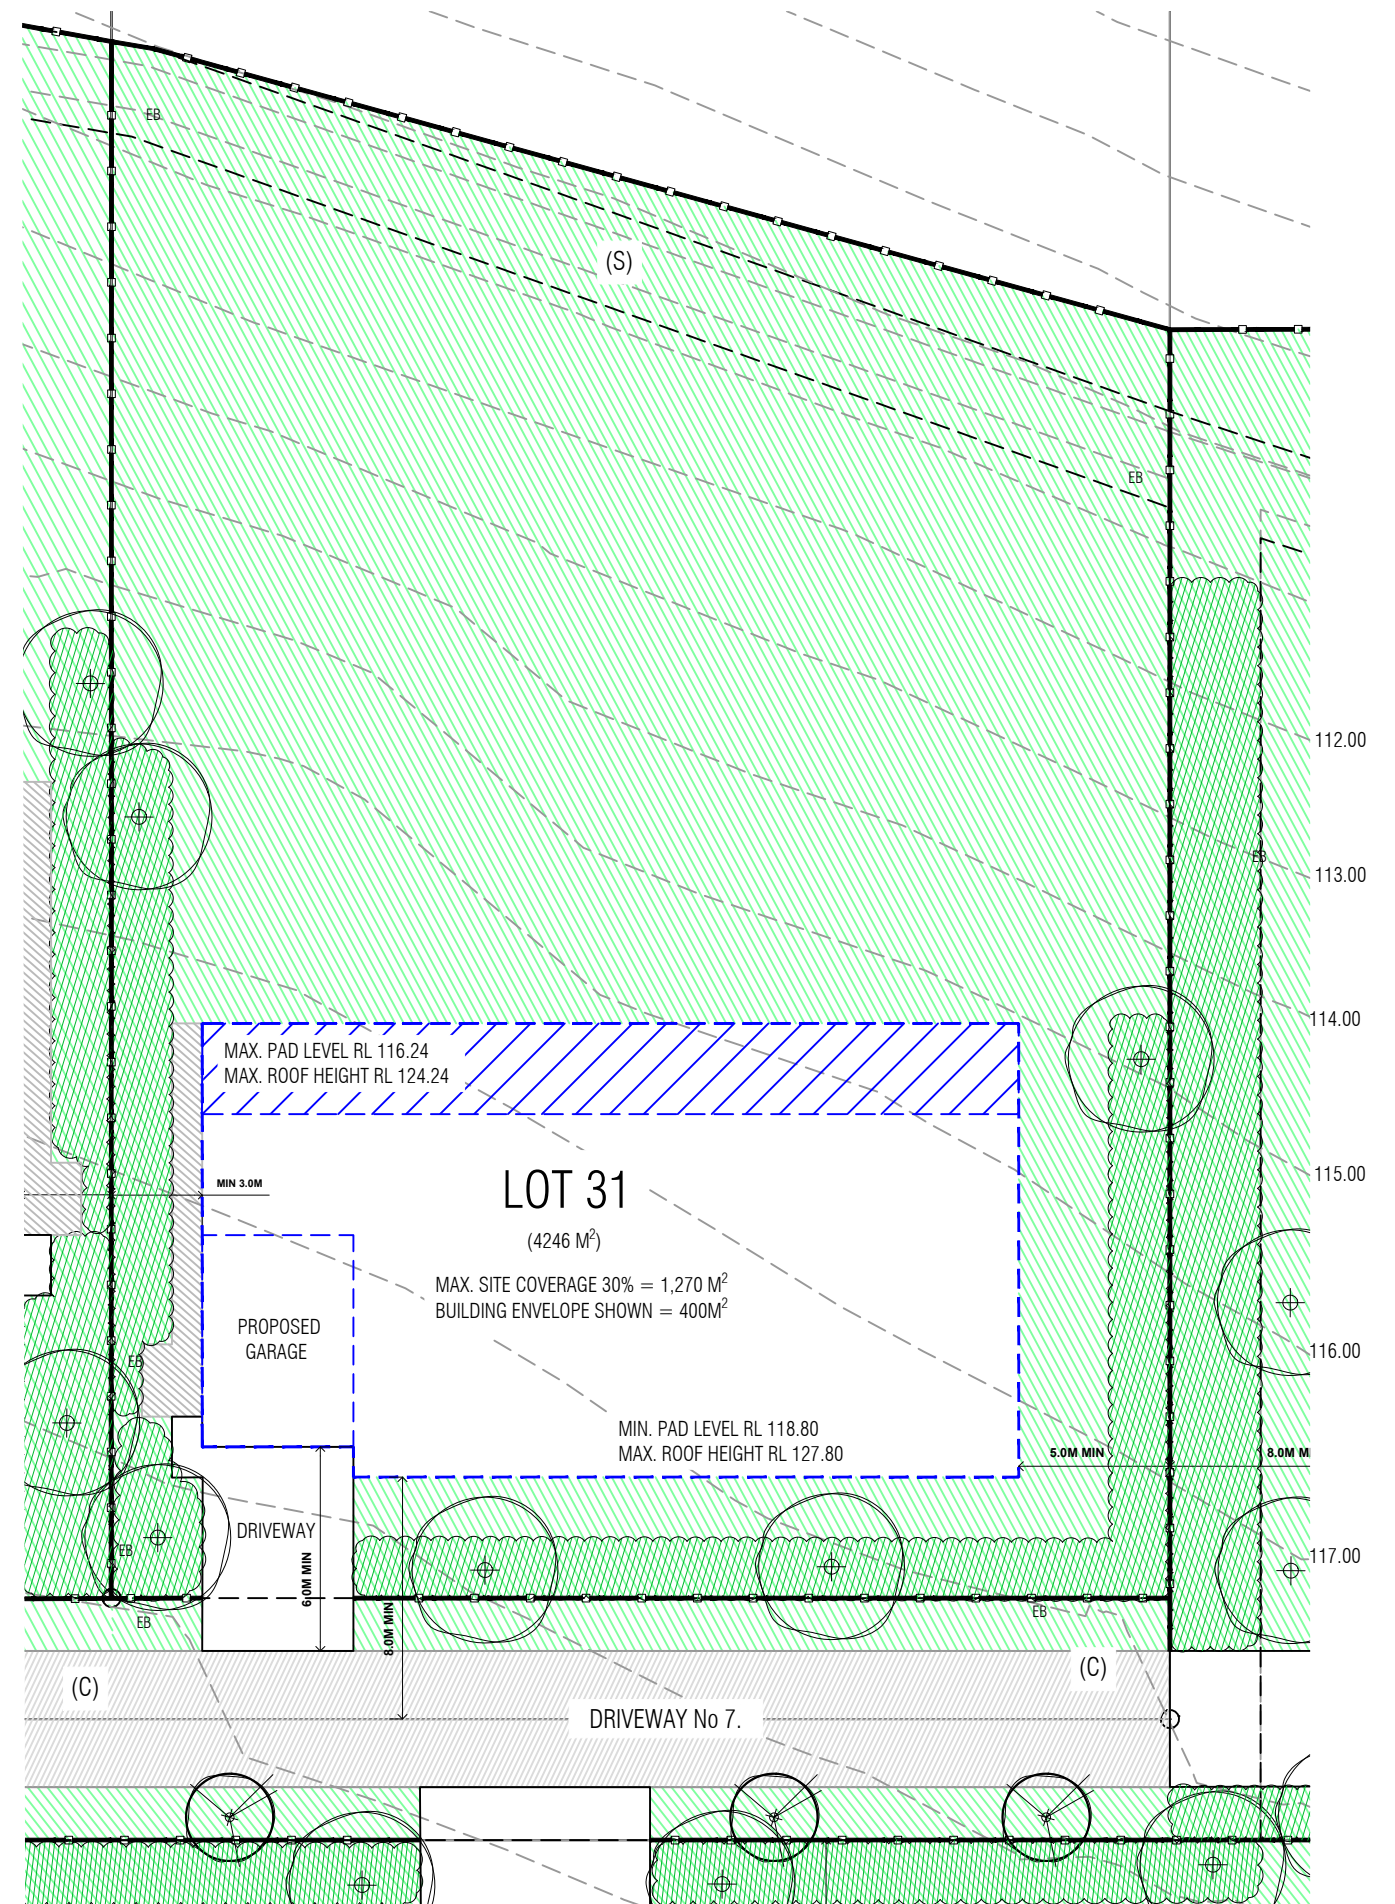 EB
(S)
EB
112.00
EB
113.00
114.00
MAX. PAD LEVEL RL 116.24
MAX. ROOF HEIGHT RL 124.24
115.00
MIN 3.0M
LOT 31
(4246 M²)
MAX. SITE COVERAGE 30% = 1,270 M²
BUILDING ENVELOPE SHOWN = 400M²
PROPOSED
GARAGE
EB
116.00
MIN. PAD LEVEL RL 118.80
MAX. ROOF HEIGHT RL 127.80
5.0M MIN
8.0M M
DRIVEWAY
EB
117.00
6.0M MIN
8.0M MIN
EB
EB
(C)
(C)
DRIVEWAY No 7.